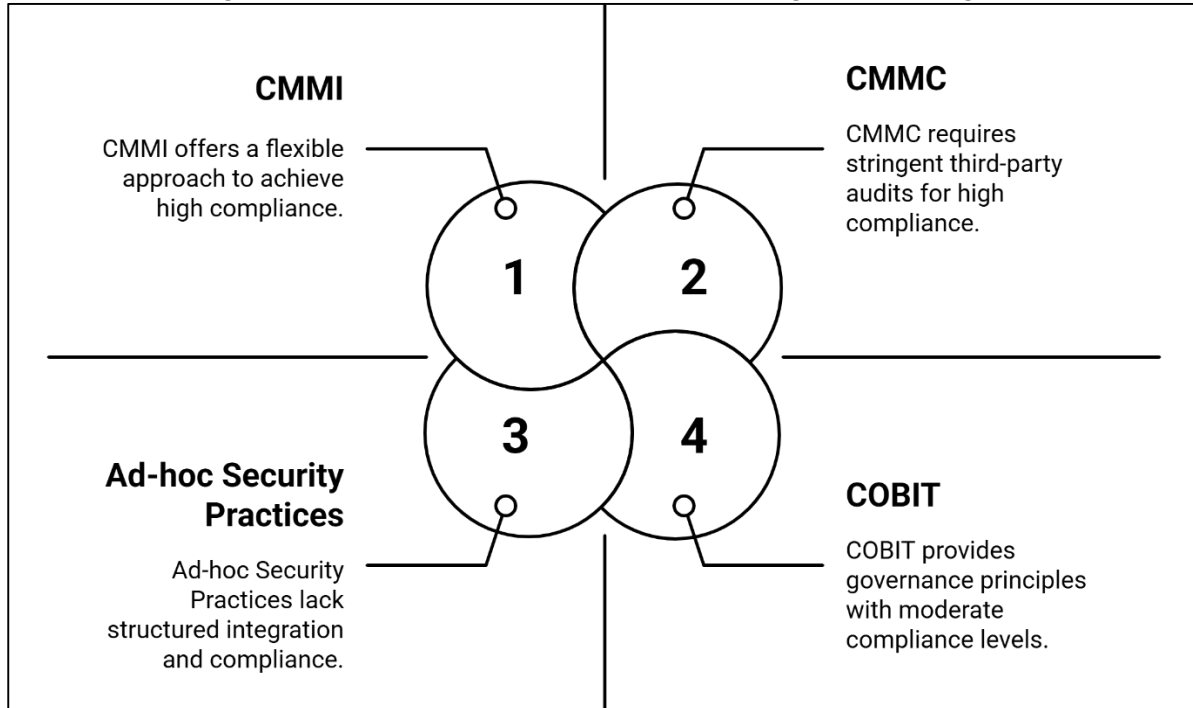 CMMI
CMMI offers a flexible
approach to achieve
high compliance.
CMMC
CMMC requires
stringent third-party
audits for high
compliance.
1
2
3
4
Ad-hoc Security
Practices
Ad-hoc Security
Practices lack
structured integration
and compliance.
COBIT
COBIT provides
governance principles
with moderate
compliance levels.